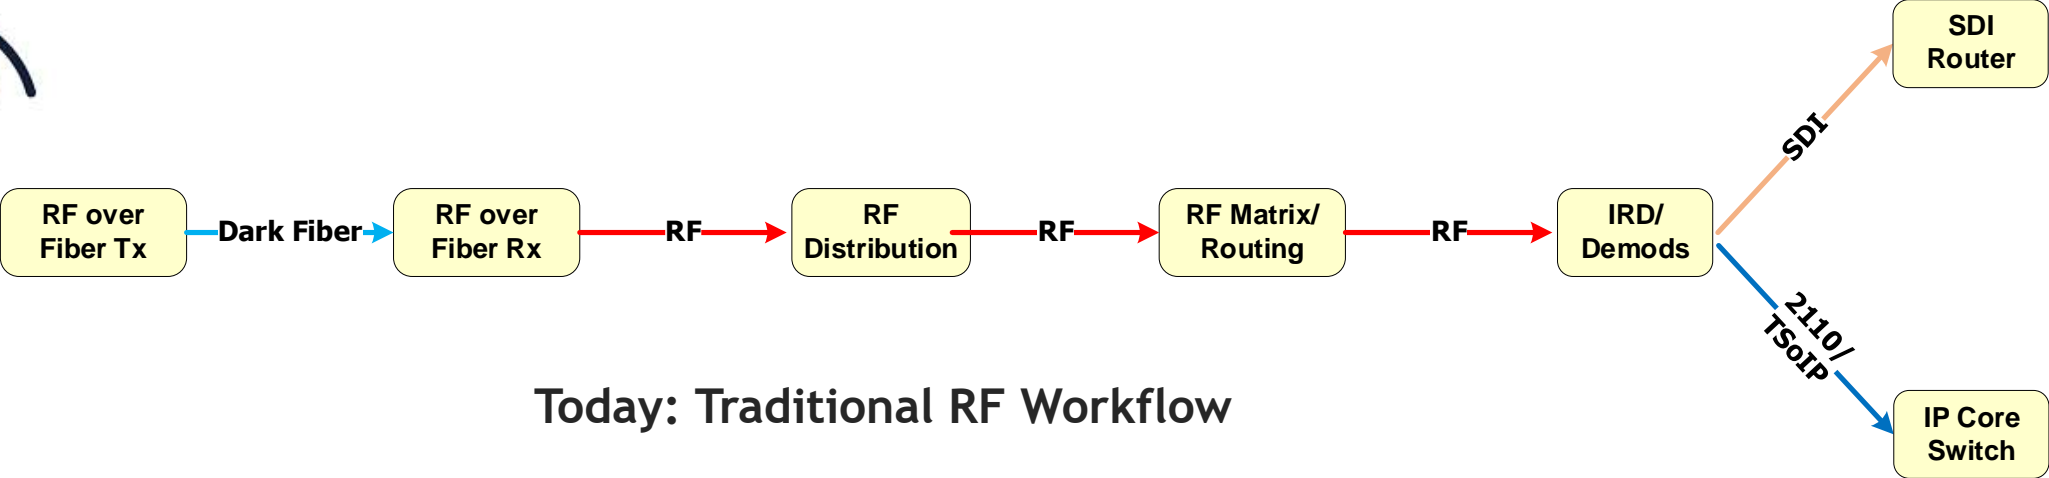 SDI
Router
SDI
RF over
Fiber Tx
Dark Fiber
RF over
Fiber Rx
RF
RF
Distribution
RF
RF Matrix/
Routing
RF
IRD/
Demods
2110/
TSoIP
Today: Traditional RF Workflow
IP Core
Switch